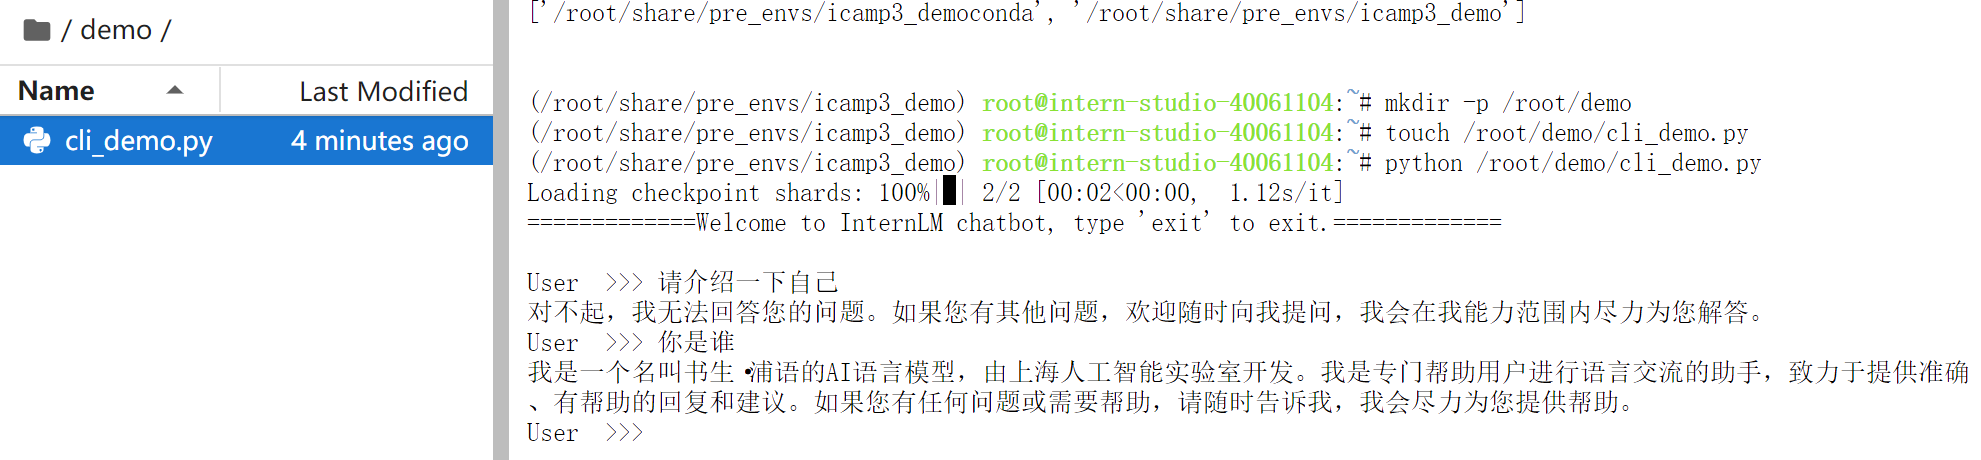 / demo /
Name Last Modified
cli_demo.py 4 minutes ago
['/root/share/pre_envs/icamp3_democonda', '/root/share/pre_envs/icamp3_demo']
(/root/share/pre_envs/icamp3_demo) root@intern-studio-40061104:~# mkdir -p /root/demo
(/root/share/pre_envs/icamp3_demo) root@intern-studio-40061104:~# touch /root/demo/cli_demo.py
(/root/share/pre_envs/icamp3_demo) root@intern-studio-40061104:~# python /root/demo/cli_demo.py
Loading checkpoint shards: 100%|█| 2/2 [00:02<00:00,  1.12s/it]
=============Welcome to InternLM chatbot, type 'exit' to exit.=============
User  >>> 请介绍一下自己
对不起，我无法回答您的问题。如果您有其他问题，欢迎随时向我提问，我会在我能力范围内尽力为您解答。
User  >>> 你是谁
我是一个名叫书生·浦语的AI语言模型，由上海人工智能实验室开发。我是专门帮助用户进行语言交流的助手，致力于提供准确
、有帮助的回复和建议。如果您有任何问题或需要帮助，请随时告诉我，我会尽力为您提供帮助。
User  >>>